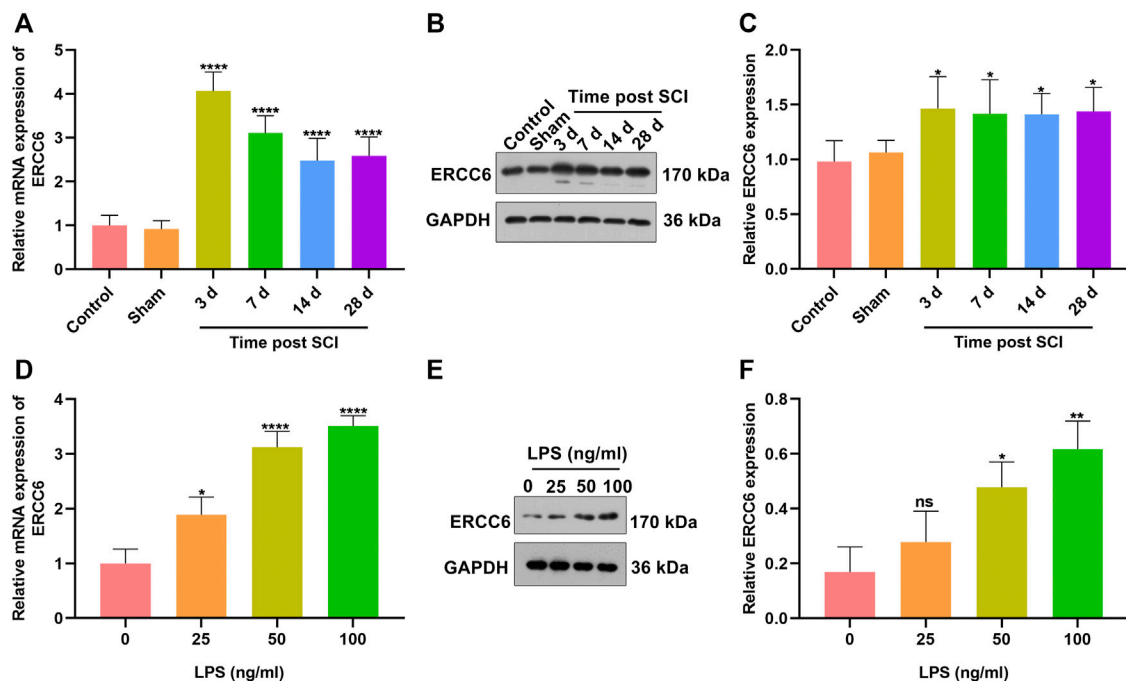 A
Relative mRNA expression of
ERCC6
5
4
3
2
1
0
****
****
****
****
Control
Sham
3 d
7 d
14 d
28 d
Time post SCI
B
Time post SCI
Control
Sham
3 d
7 d
14 d
28 d
ERCC6
170 kDa
GAPDH
36 kDa
C
Relative ERCC6 expression
2.0
1.5
1.0
0.5
0.0
*
*
*
*
Control
Sham
3 d
7 d
14 d
28 d
Time post SCI
D
Relative mRNA expression of
ERCC6
4
3
2
1
0
*
****
****
0
25
50
100
LPS (ng/ml)
E
LPS (ng/ml)
0 25 50 100
ERCC6
170 kDa
GAPDH
36 kDa
F
Relative ERCC6 expression
0.8
0.6
0.4
0.2
0.0
ns
*
**
0
25
50
100
LPS (ng/ml)